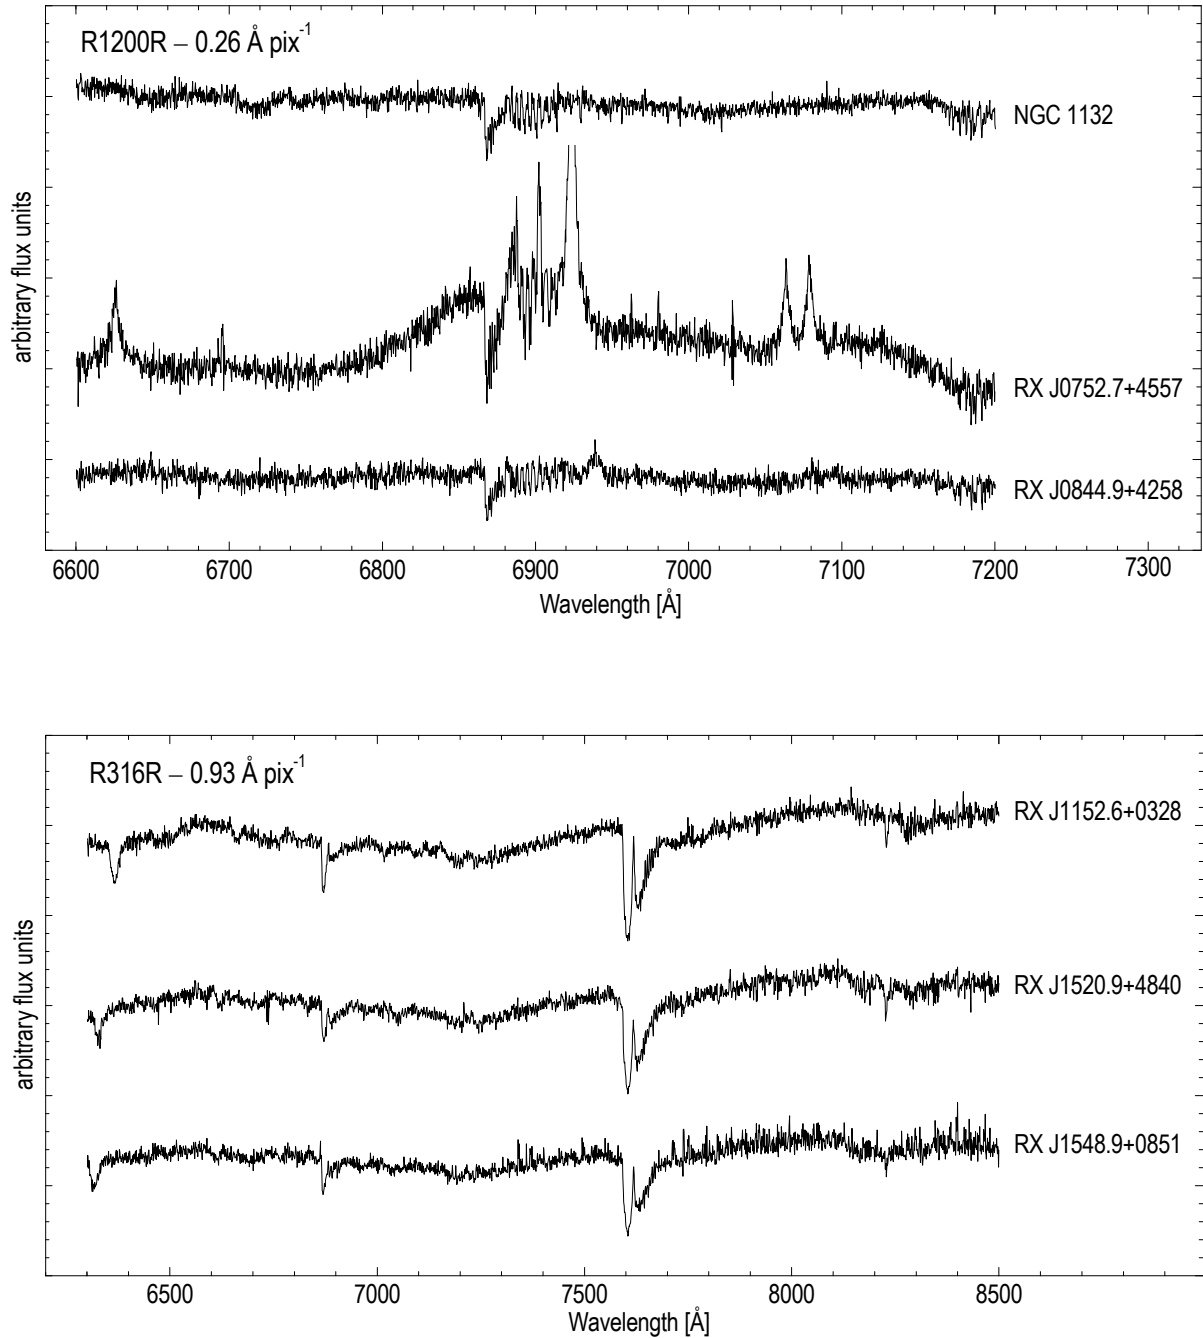 R1200R – 0.26 Å pix-1
NGC 1132
RX J0752.7+4557
RX J0844.9+4258
arbitrary flux units
6600 6700 6800 6900 7000 7100 7200 7300
Wavelength [Å]
R316R – 0.93 Å pix-1
RX J1152.6+0328
RX J1520.9+4840
RX J1548.9+0851
arbitrary flux units
6500 7000 7500 8000 8500
Wavelength [Å]